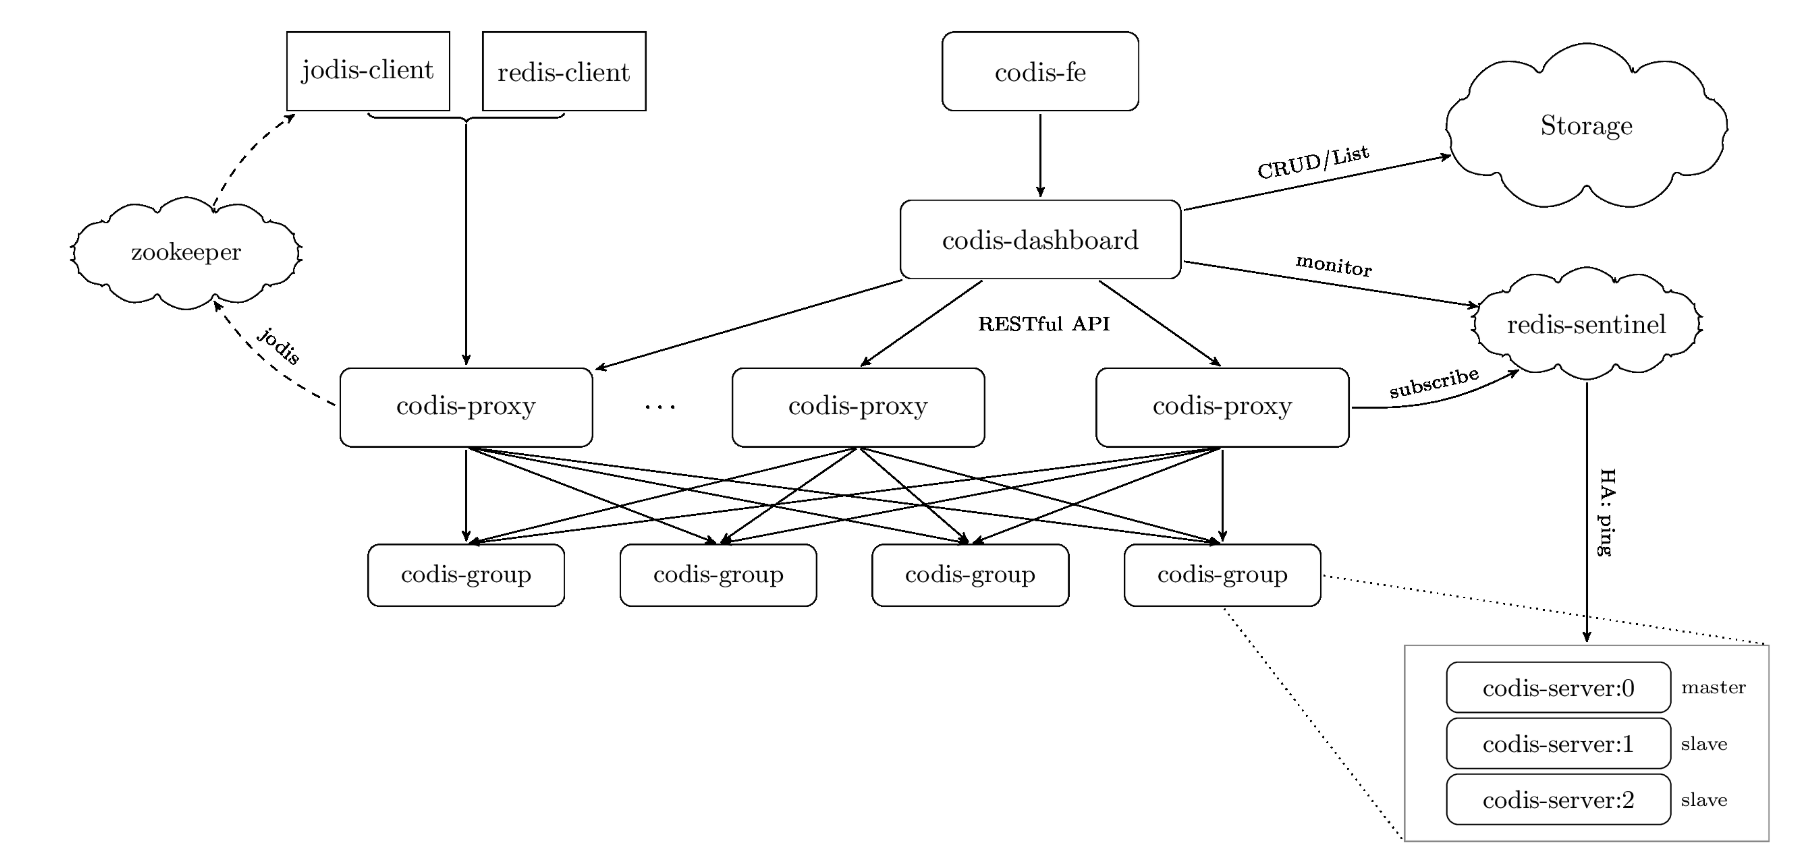 jodis-client
redis-client
codis-fe
Storage
CRUD/List
zookeeper
codis-dashboard
monitor
jodis
RESTful API
redis-sentinel
codis-proxy
...
codis-proxy
codis-proxy
subscribe
HA: ping
codis-group
codis-group
codis-group
codis-group
codis-server:0 master
codis-server:1 slave
codis-server:2 slave